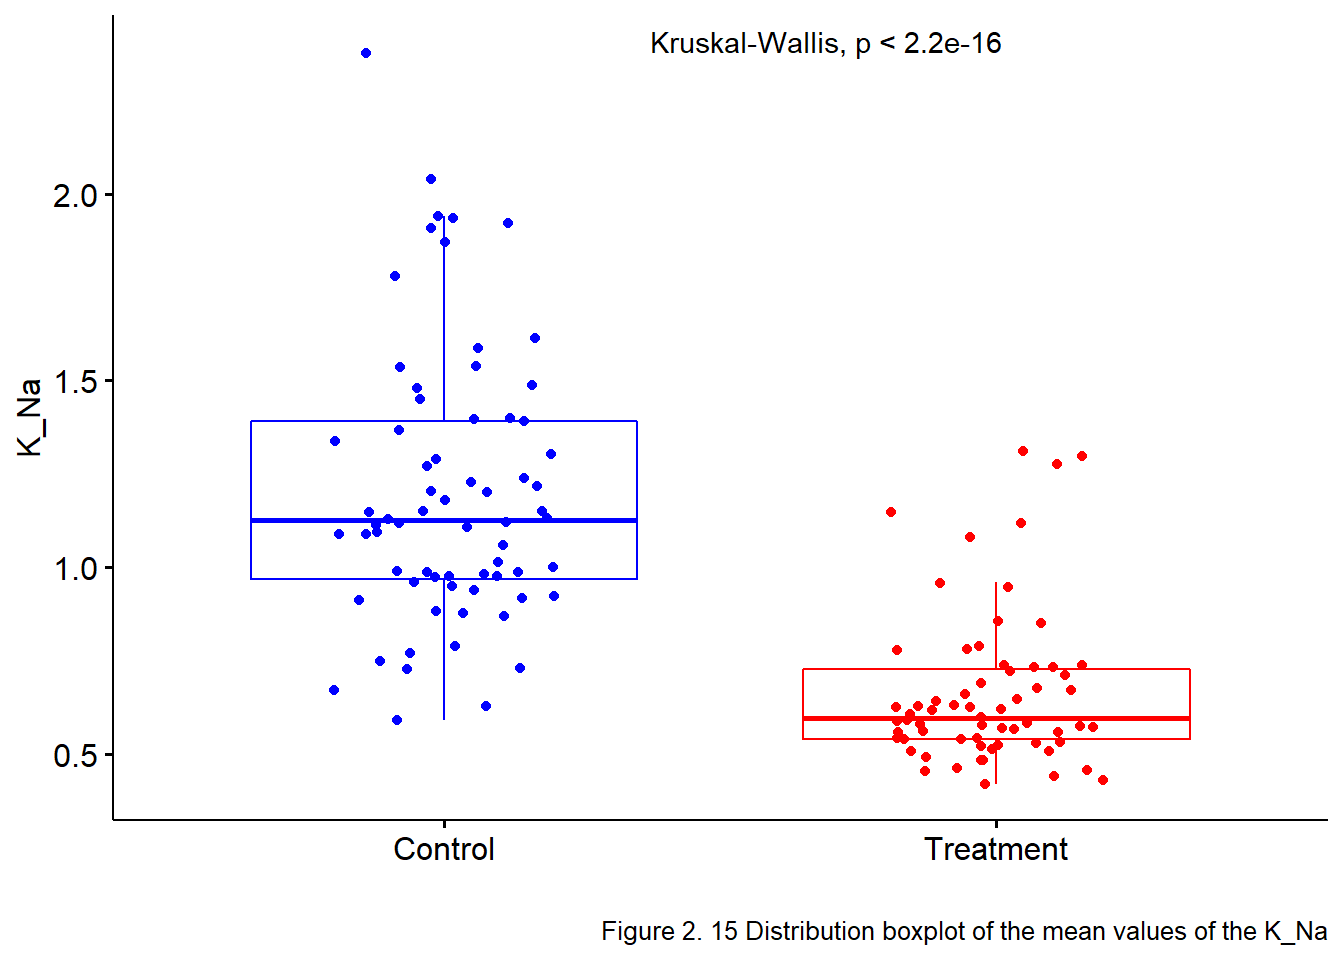 Kruskal-Wallis, p < 2.2e-16
2.0
1.5
1.0
0.5
K_Na
Control
Treatment
Figure 2. 15 Distribution boxplot of the mean values of the K_Na